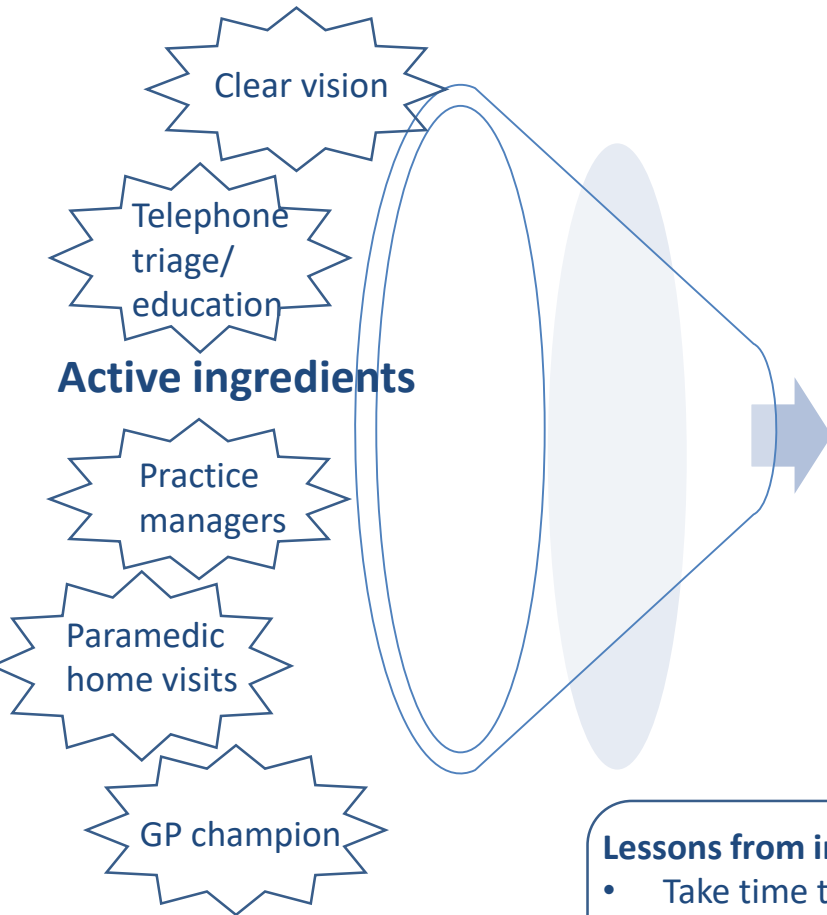 Clear vision
Telephone
triage/
education
Active ingredients
Practice
managers
Paramedic
home visits
GP champion
Lessons from
• Take time